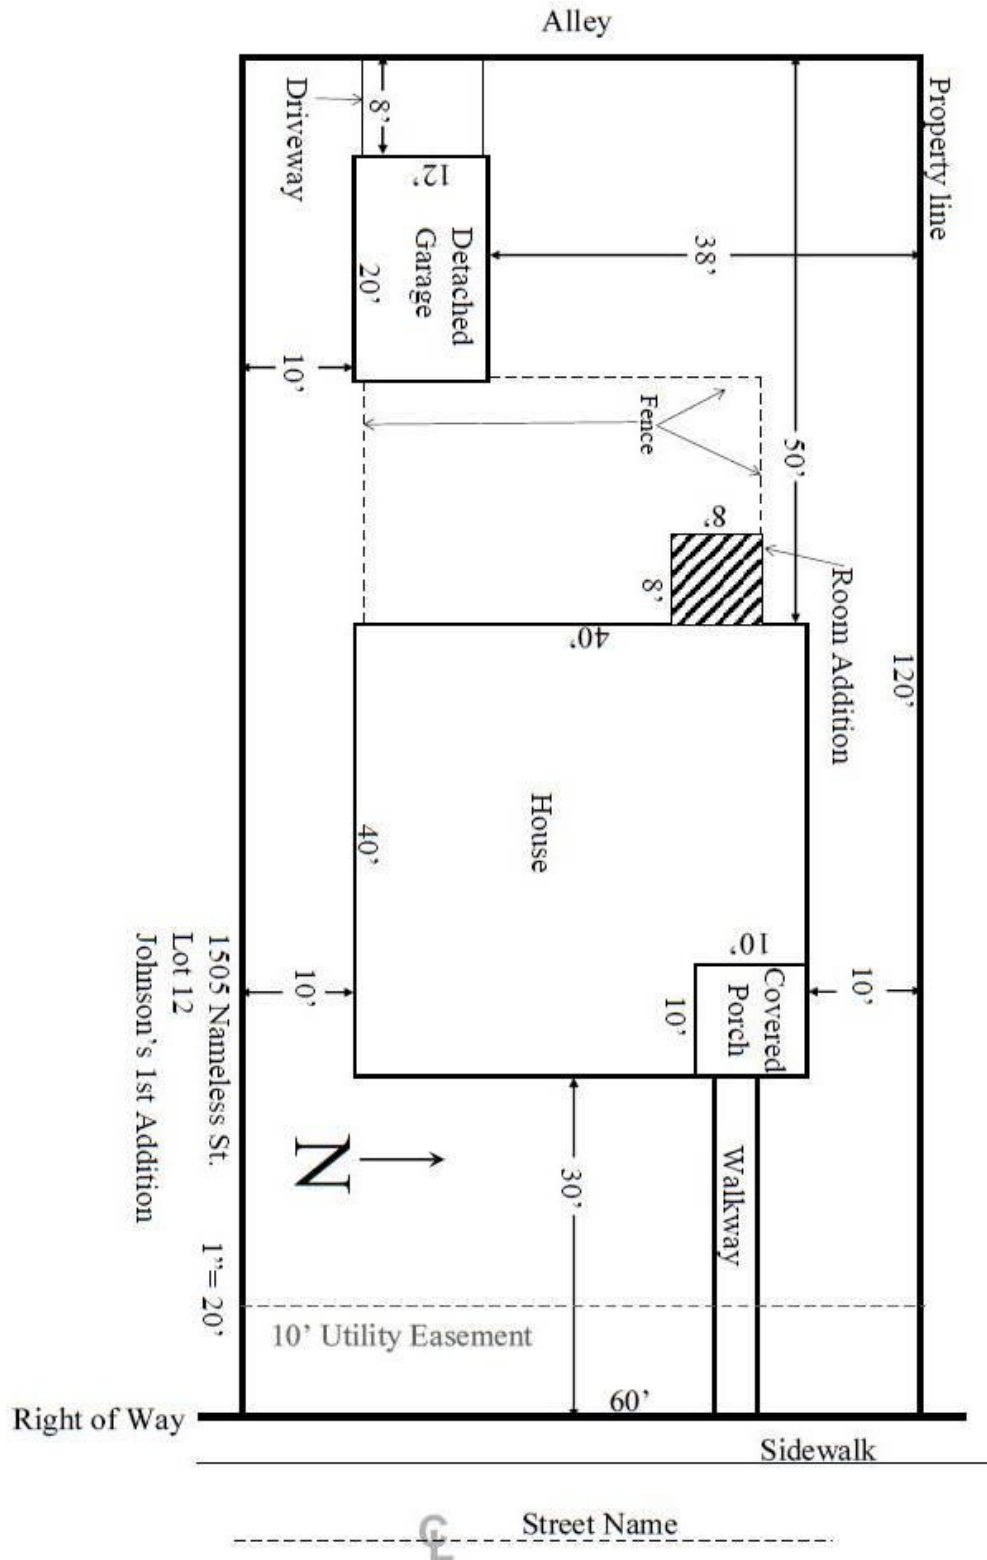 Alley
Driveway
8'
Property line
12'
Detached
Garage
20'
38'
10'
Fence
50'
8'
8'
Room Addition
40'
120'
House
40'
10'
Covered
Porch
10'
10'
10'
1505 Nameless St.
Lot 12
Johnson's 1st Addition
N
30'
Walkway
1”= 20’
10’ Utility Easement
60’
Right of Way
Sidewalk
Street Name
CL